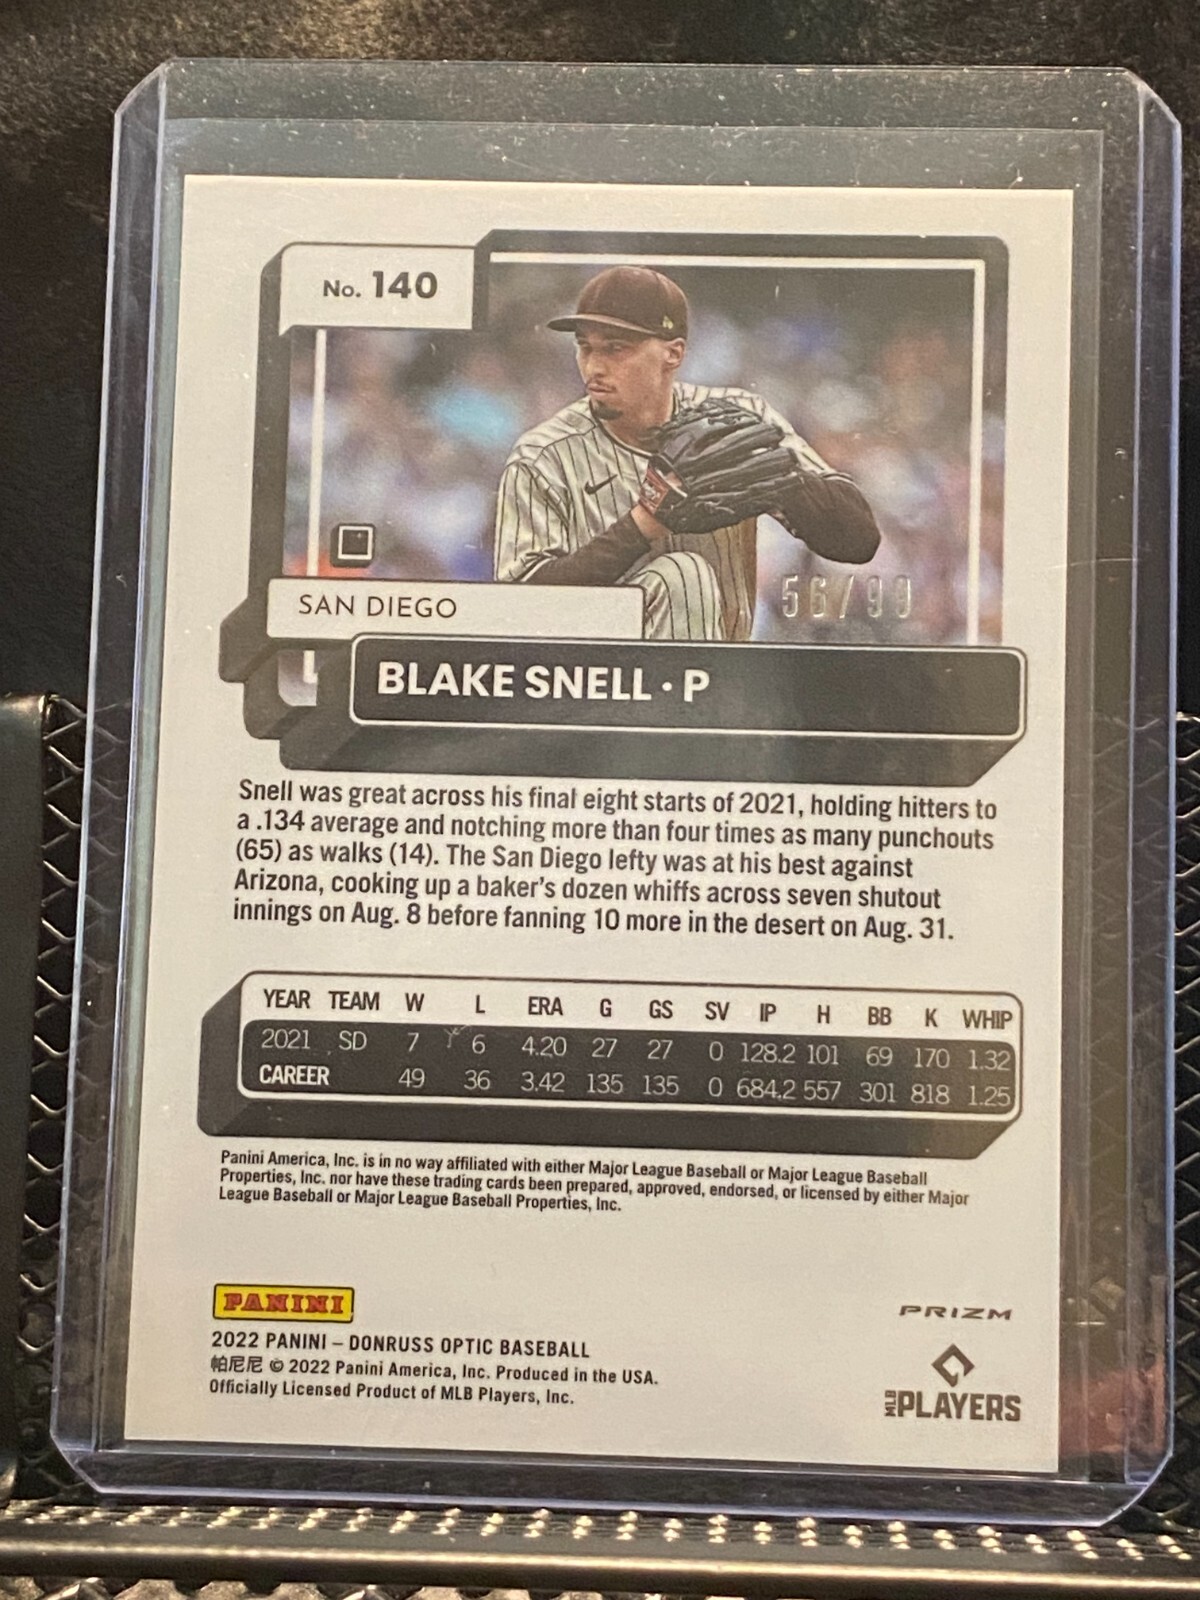 No. 140
56/99
SAN DIEGO
BLAKE SNELL · P
Snell was great across his final eight starts of 2021, holding hitters to
a .134 average and notching more than four times as many punchouts
(65) as walks (14). The San Diego lefty was at his best against
Arizona, cooking up a baker's dozen whiffs across seven shutout
innings on Aug. 8 before fanning 10 more in the desert on Aug. 31.
YEAR TEAM W L ERA G GS SV IP H BB K WHIP
2021 SD 7 6 4.20 27 27 0 128.2 101 69 170 1.32
CAREER 49 36 3.42 135 135 0 684.2 557 301 818 1.25
Panini America, Inc. is in no way affiliated with either Major League Baseball or Major League Baseball
Properties, Inc. nor have these trading cards been prepared, approved, endorsed, or licensed by either Major
League Baseball or Major League Baseball Properties, Inc.
PANINI
PRIZM
2022 PANINI – DONRUSS OPTIC BASEBALL
帕尼尼 © 2022 Panini America, Inc. Produced in the USA.
Officially Licensed Product of MLB Players, Inc.
MLB PLAYERS